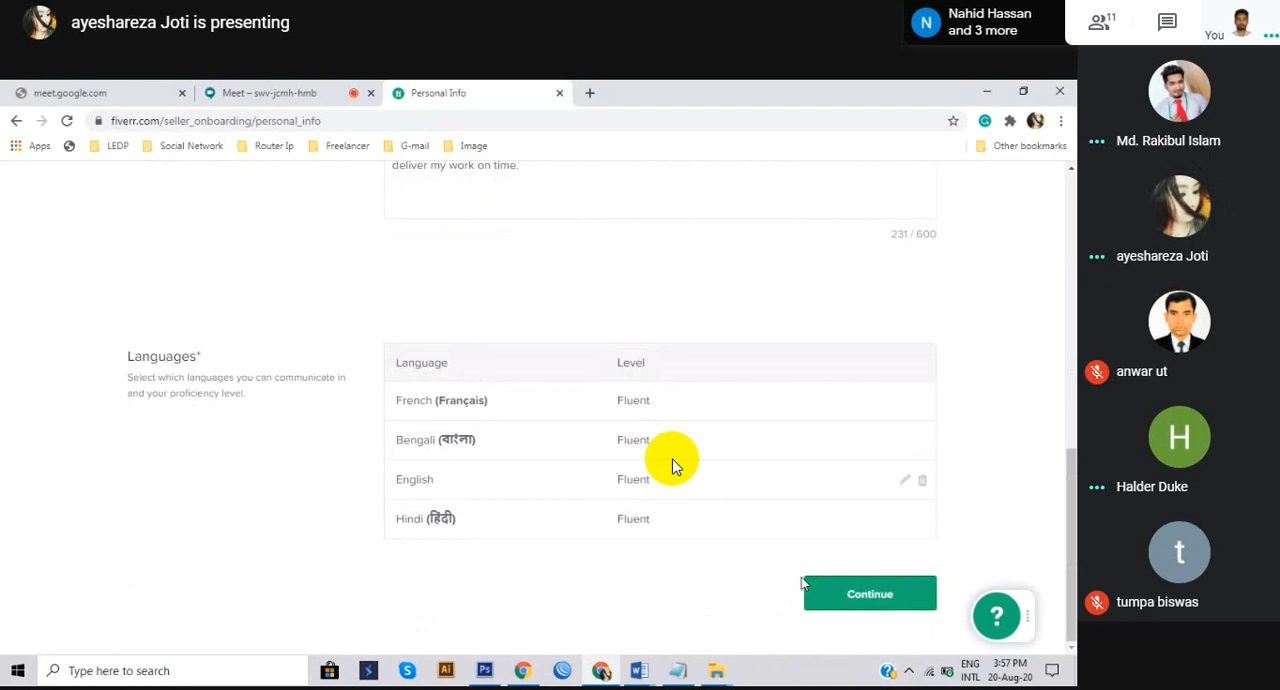 ayeshareza Joti is presenting
N
Nahid Hassan
and 3 more
11
You
meet.google.com
Meet – swv-jcmh-hmb
Personal Info
fiverr.com/seller_onboarding/personal_info
Apps
LEDP
Social Network
Router Ip
Freelancer
G-mail
Image
Other bookmarks
deliver my work on time.
231 / 600
Languages*
Select which languages you can communicate in
and your proficiency level.
Language Level
French (Français) Fluent
Bengali (বাংলা) Fluent
English Fluent
Hindi (हिंदी) Fluent
Continue
?
Md. Rakibul Islam
ayeshareza Joti
anwar ut
H
Halder Duke
t
tumpa biswas
Type here to search
Ai
Ps
ENG
INTL
3:57 PM
20-Aug-20